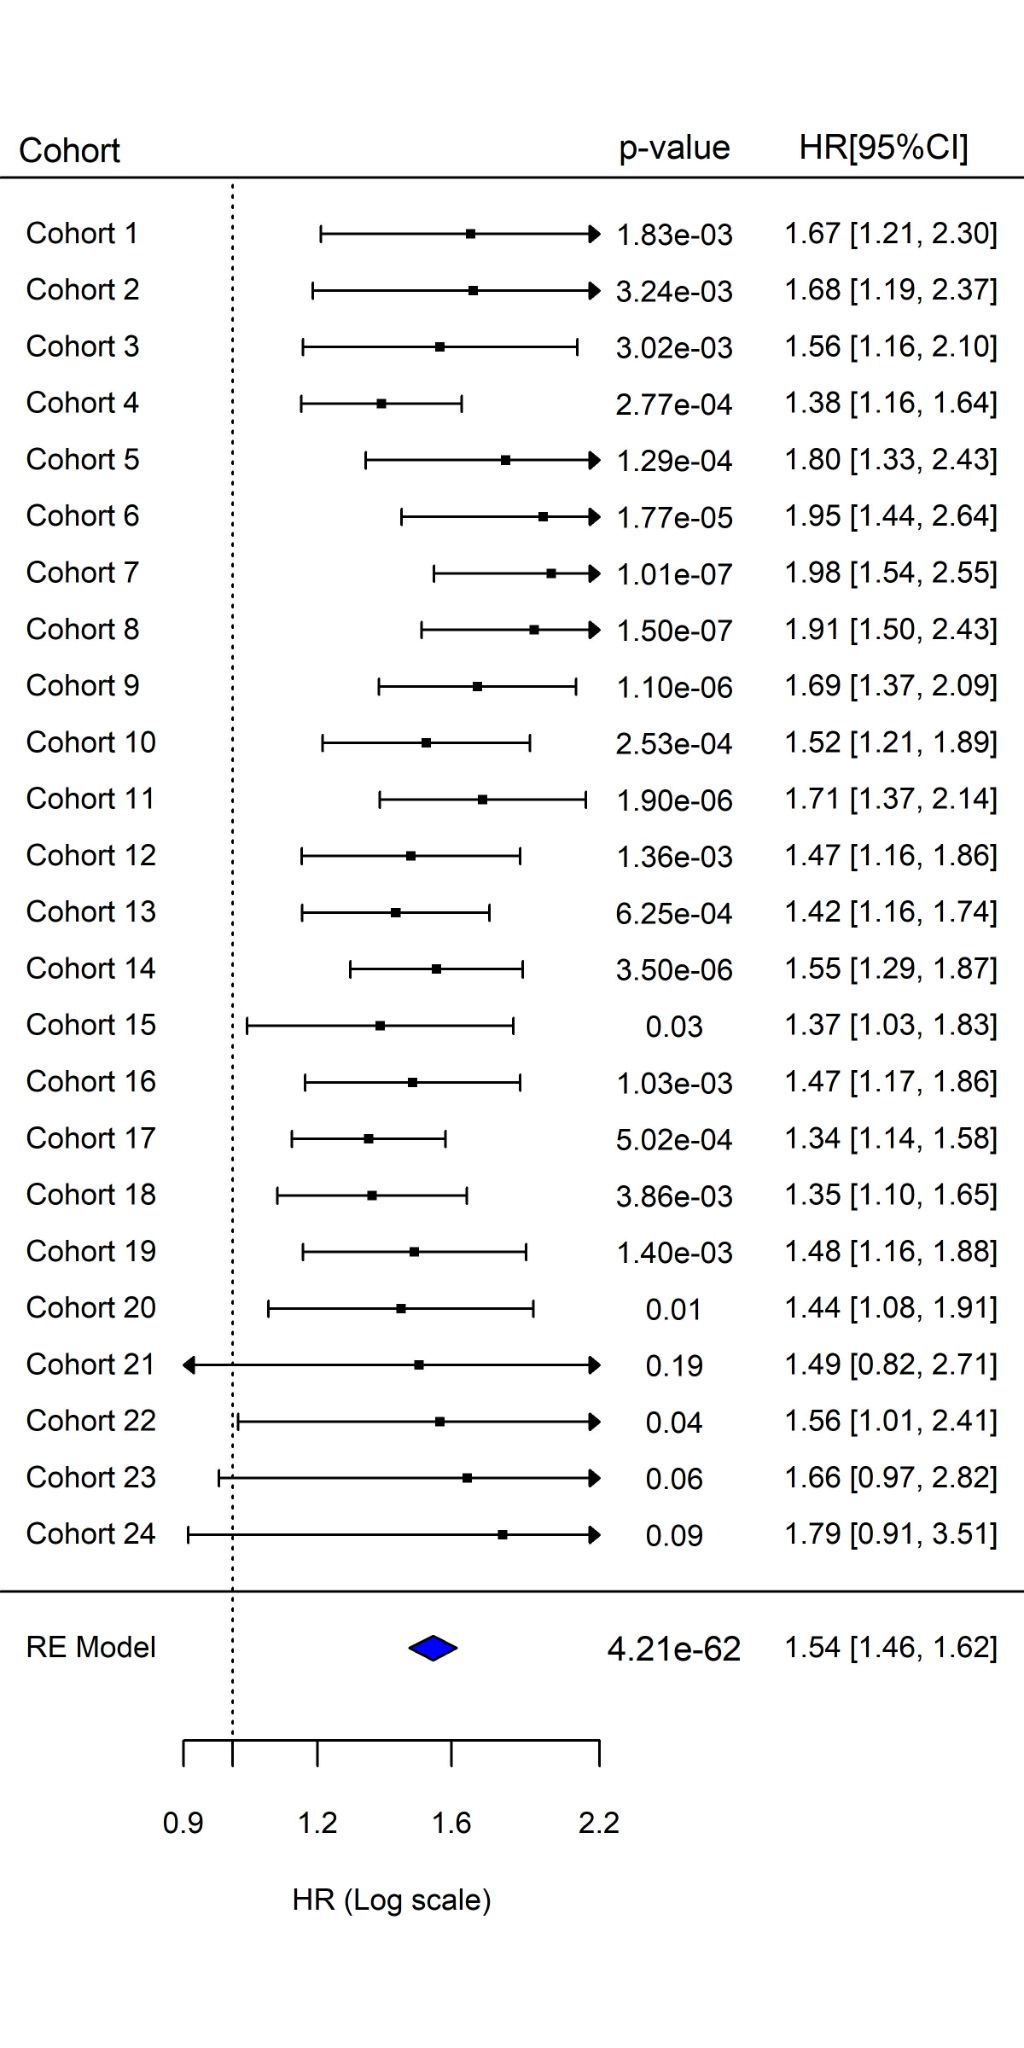 Cohort p-value HR[95%CI]
Cohort 1 1.83e-03 1.67 [1.21, 2.30]
Cohort 2 3.24e-03 1.68 [1.19, 2.37]
Cohort 3 3.02e-03 1.56 [1.16, 2.10]
Cohort 4 2.77e-04 1.38 [1.16, 1.64]
Cohort 5 1.29e-04 1.80 [1.33, 2.43]
Cohort 6 1.77e-05 1.95 [1.44, 2.64]
Cohort 7 1.01e-07 1.98 [1.54, 2.55]
Cohort 8 1.50e-07 1.91 [1.50, 2.43]
Cohort 9 1.10e-06 1.69 [1.37, 2.09]
Cohort 10 2.53e-04 1.52 [1.21, 1.89]
Cohort 11 1.90e-06 1.71 [1.37, 2.14]
Cohort 12 1.36e-03 1.47 [1.16, 1.86]
Cohort 13 6.25e-04 1.42 [1.16, 1.74]
Cohort 14 3.50e-06 1.55 [1.29, 1.87]
Cohort 15 0.03 1.37 [1.03, 1.83]
Cohort 16 1.03e-03 1.47 [1.17, 1.86]
Cohort 17 5.02e-04 1.34 [1.14, 1.58]
Cohort 18 3.86e-03 1.35 [1.10, 1.65]
Cohort 19 1.40e-03 1.48 [1.16, 1.88]
Cohort 20 0.01 1.44 [1.08, 1.91]
Cohort 21 0.19 1.49 [0.82, 2.71]
Cohort 22 0.04 1.56 [1.01, 2.41]
Cohort 23 0.06 1.66 [0.97, 2.82]
Cohort 24 0.09 1.79 [0.91, 3.51]
RE Model 4.21e-62 1.54 [1.46, 1.62]
0.9 1.2 1.6 2.2
HR (Log scale)